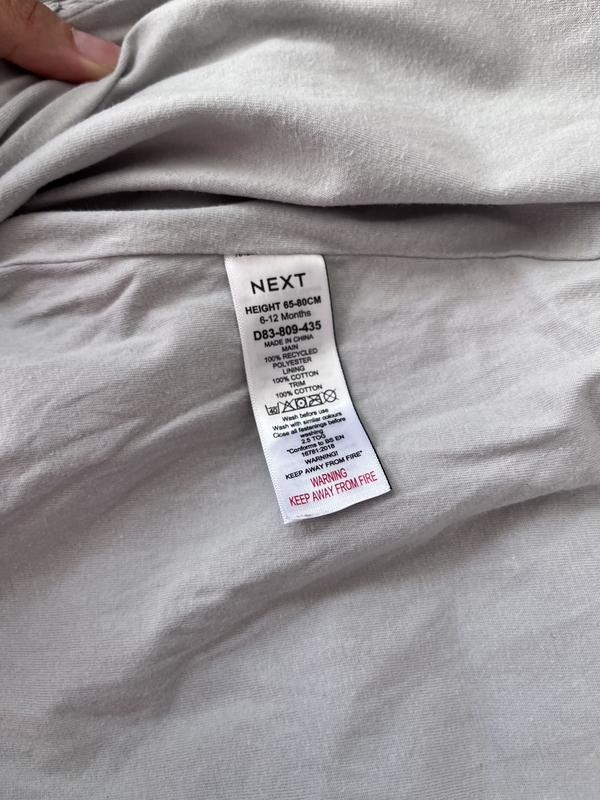 NEXT
HEIGHT 65-80CM
6-12 Months
D83-809-435
MADE IN CHINA
MAIN
100% RECYCLED
POLYESTER
LINING
100% COTTON
TRIM
100% COTTON
40
Wash before use
Wash with similar colours
Close all fastenings before
washing
2.5 TOG
"Conforms to BS EN
16781:2018
WARNING!
KEEP AWAY FROM FIRE"
WARNING
KEEP AWAY FROM FIRE